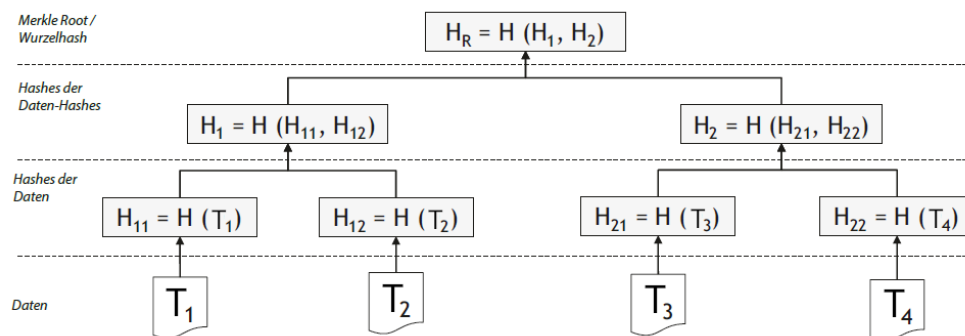 Merkle Root /
Wurzelhash
H_R = H (H_1, H_2)
Hashes der
Daten-Hashes
H_1 = H (H_11, H_12)
H_2 = H (H_21, H_22)
Hashes der
Daten
H_11 = H (T_1)
H_12 = H (T_2)
H_21 = H (T_3)
H_22 = H (T_4)
Daten
T_1
T_2
T_3
T_4